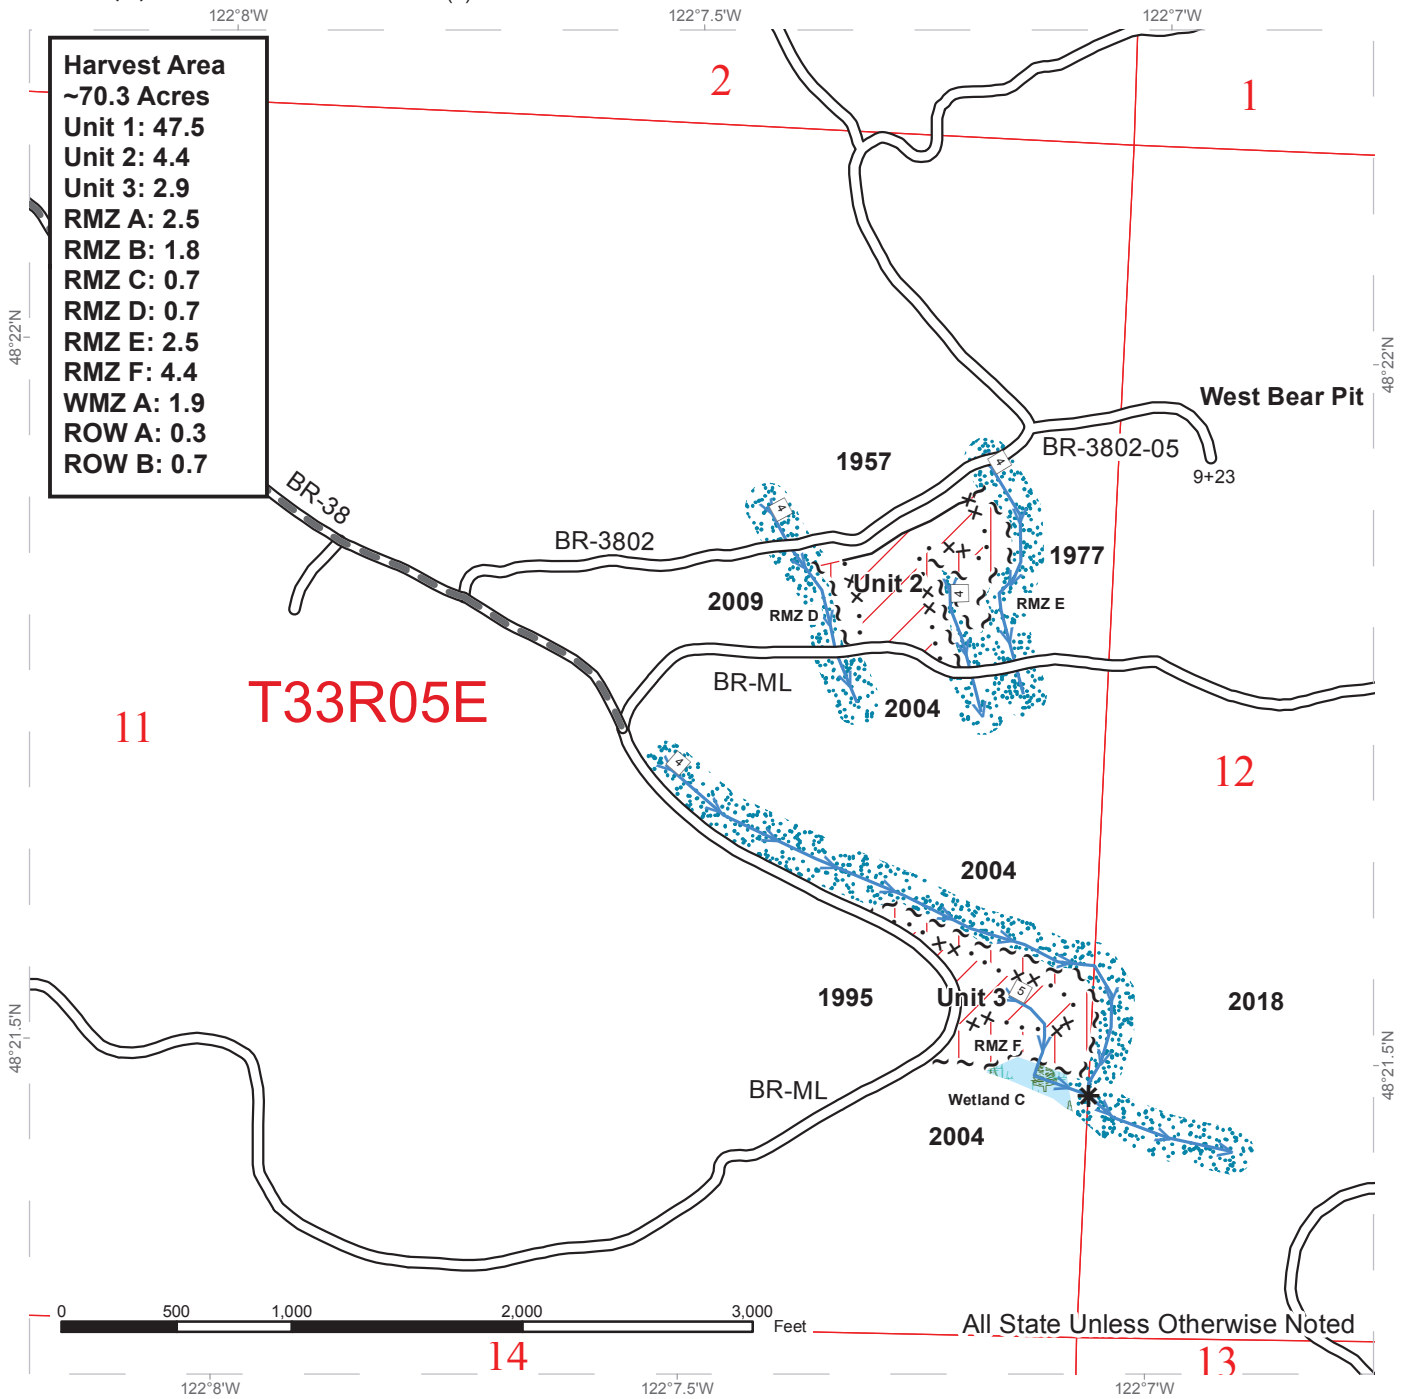 122°8'W
122°7.5'W
122°7'W
Harvest Area
~70.3 Acres
Unit 1: 47.5
Unit 2: 4.4
Unit 3: 2.9
RMZ A: 2.5
RMZ B: 1.8
RMZ C: 0.7
RMZ D: 0.7
RMZ E: 2.5
RMZ F: 4.4
WMZ A: 1.9
ROW A: 0.3
ROW B: 0.7
2
1
48°22'N
48°22'N
West Bear Pit
BR-3802-05
9+23
1957
4
4
BR-38
BR-3802
1977
Unit 2
4
2009
RMZ D
RMZ E
BR-ML
2004
T33R05E
11
12
4
2004
1995
Unit 3
5
2018
RMZ F
48°21.5'N
48°21.5'N
BR-ML
Wetland C
2004
0
500
1,000
2,000
3,000
Feet
All State Unless Otherwise Noted
14
13
122°8'W
122°7.5'W
122°7'W